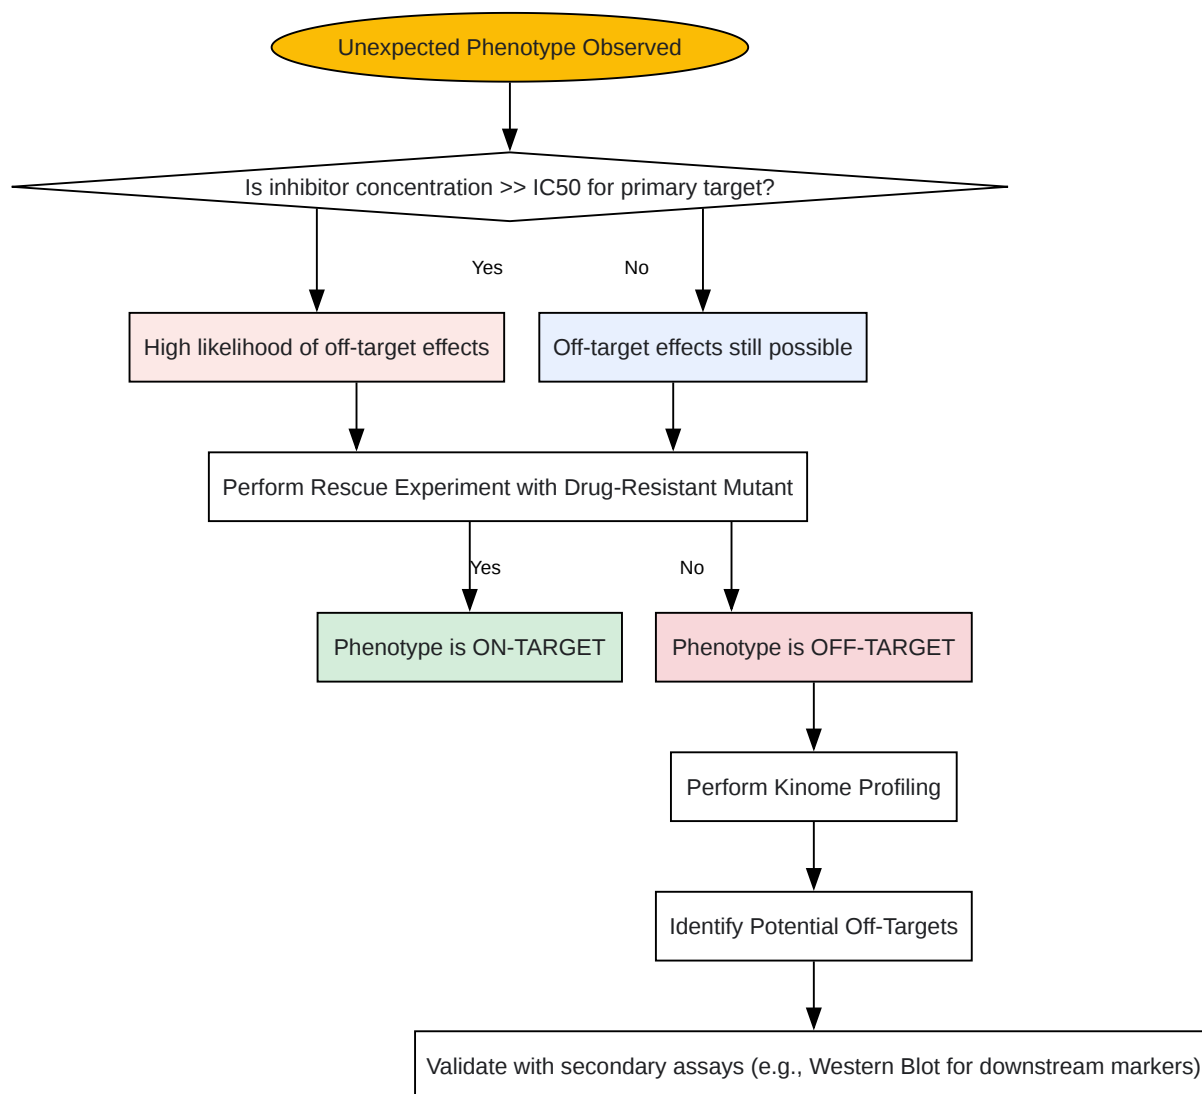 Unexpected Phenotype Observed
Is inhibitor concentration >> IC50 for primary target?
Yes
No
High likelihood of off-target effects
Off-target effects still possible
Perform Rescue Experiment with Drug-Resistant Mutant
Yes
No
Phenotype is ON-TARGET
Phenotype is OFF-TARGET
Perform Kinome Profiling
Identify Potential Off-Targets
Validate with secondary assays (e.g., Western Blot for downstream markers)